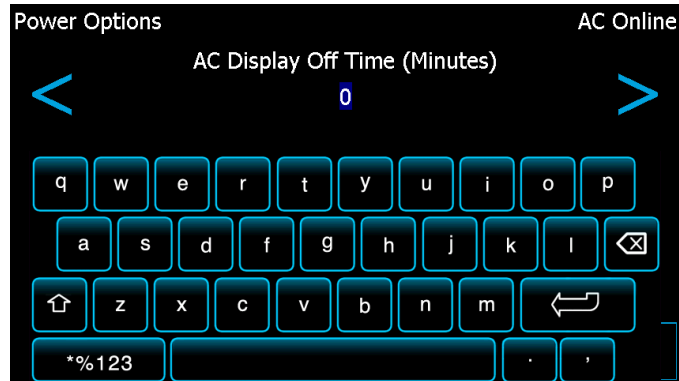 Power Options AC Online
AC Display Off Time (Minutes)
< 0 >
q w e r t y u i o p
a s d f g h j k l
z x c v b n m
*%123 . ,